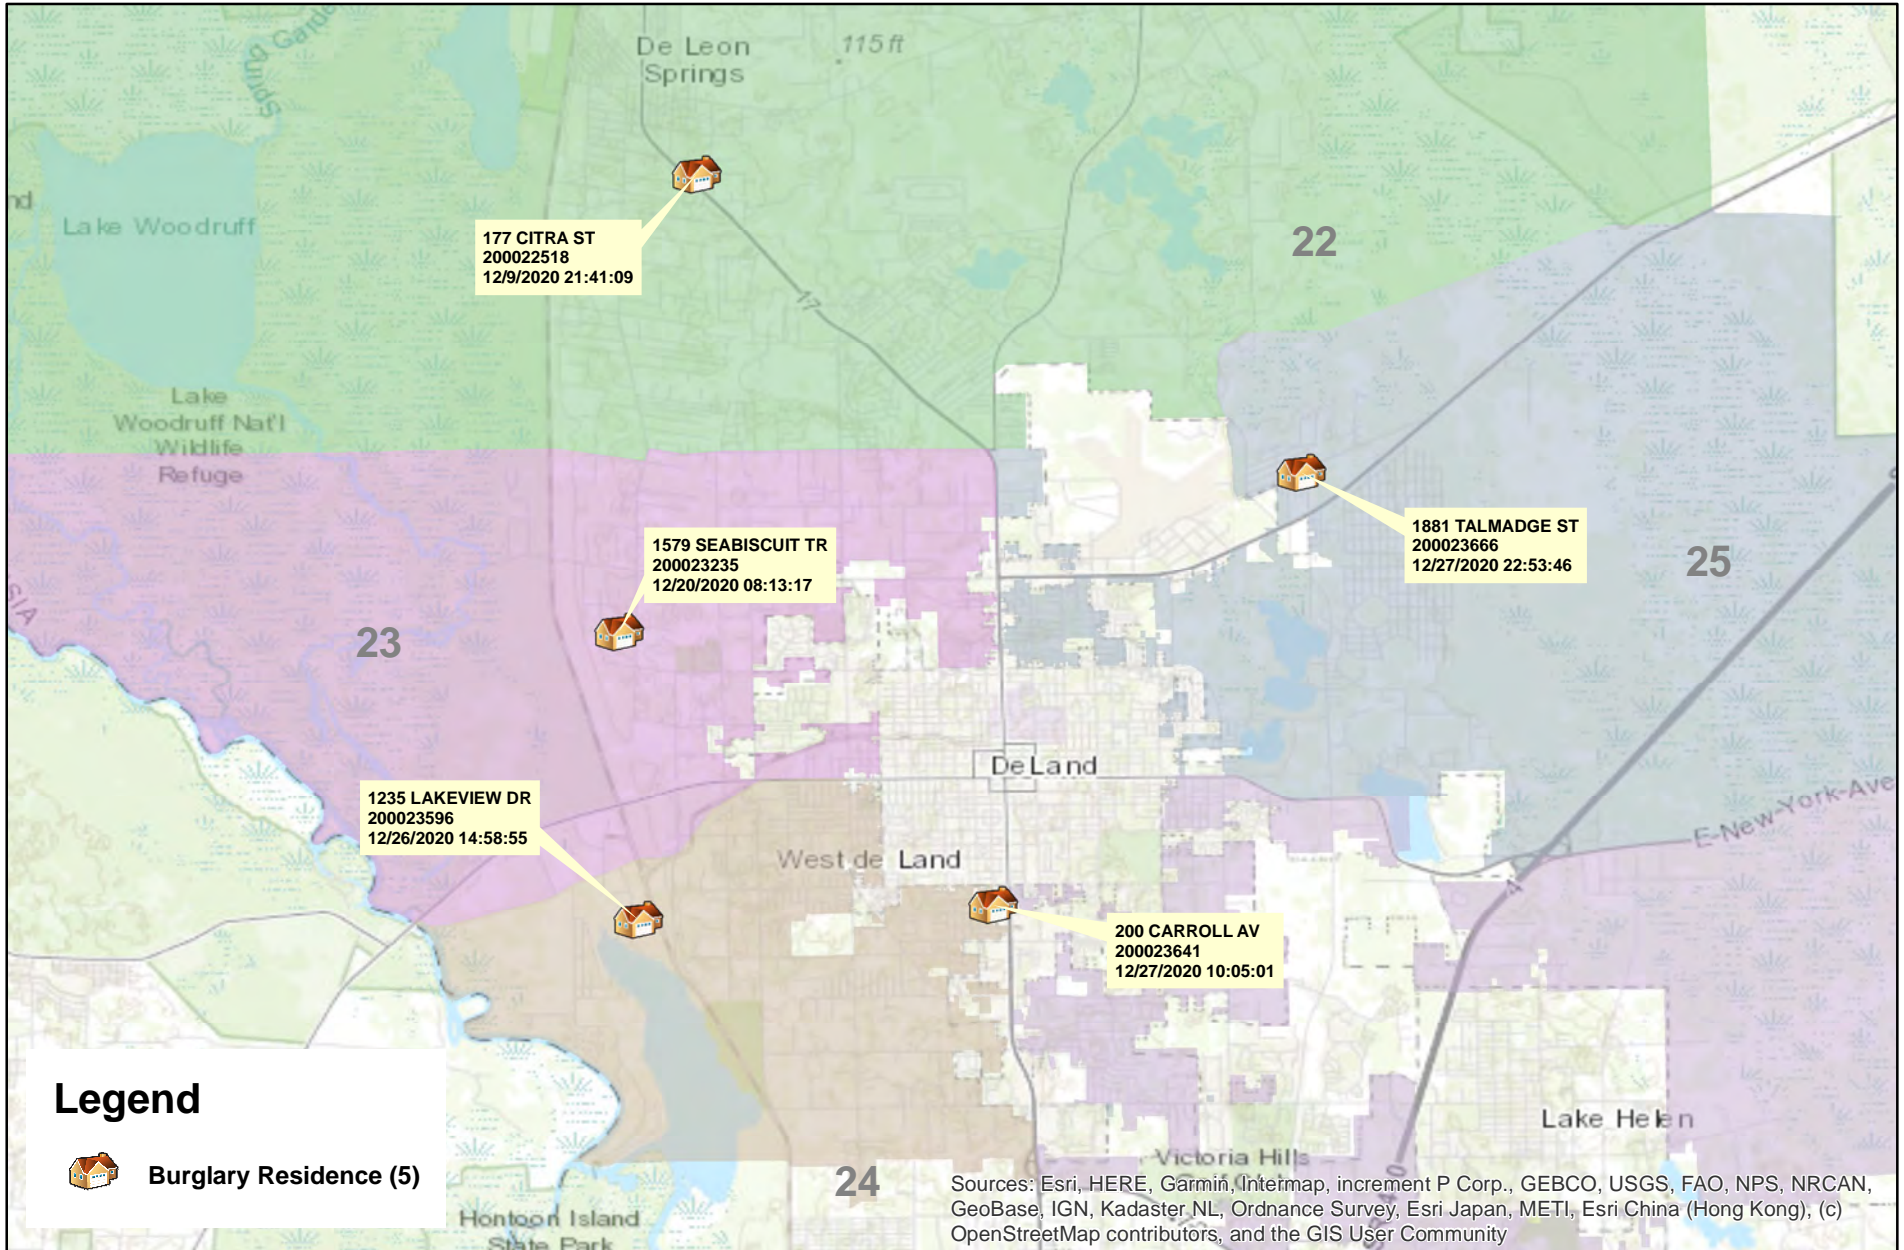 De Leon
Springs
115 ft
Spring Garde
nd
Lake Woodruff
177 CITRA ST
200022518
12/9/2020 21:41:09
22
17
Lake
Woodruff Nat'l
Wildlife
Refuge
1881 TALMADGE ST
200023666
12/27/2020 22:53:46
25
1579 SEABISCUIT TR
200023235
12/20/2020 08:13:17
SIA
23
DeLand
1235 LAKEVIEW DR
200023596
12/26/2020 14:58:55
E-New-York-Ave
West de Land
4
200 CARROLL AV
200023641
12/27/2020 10:05:01
Legend
Burglary Residence (5)
Lake Helen
Victoria Hills
24
Hontoon Island
State Park
Sources: Esri, HERE, Garmin, Intermap, increment P Corp., GEBCO, USGS, FAO, NPS, NRCAN,
GeoBase, IGN, Kadaster NL, Ordnance Survey, Esri Japan, METI, Esri China (Hong Kong), (c)
OpenStreetMap contributors, and the GIS User Community